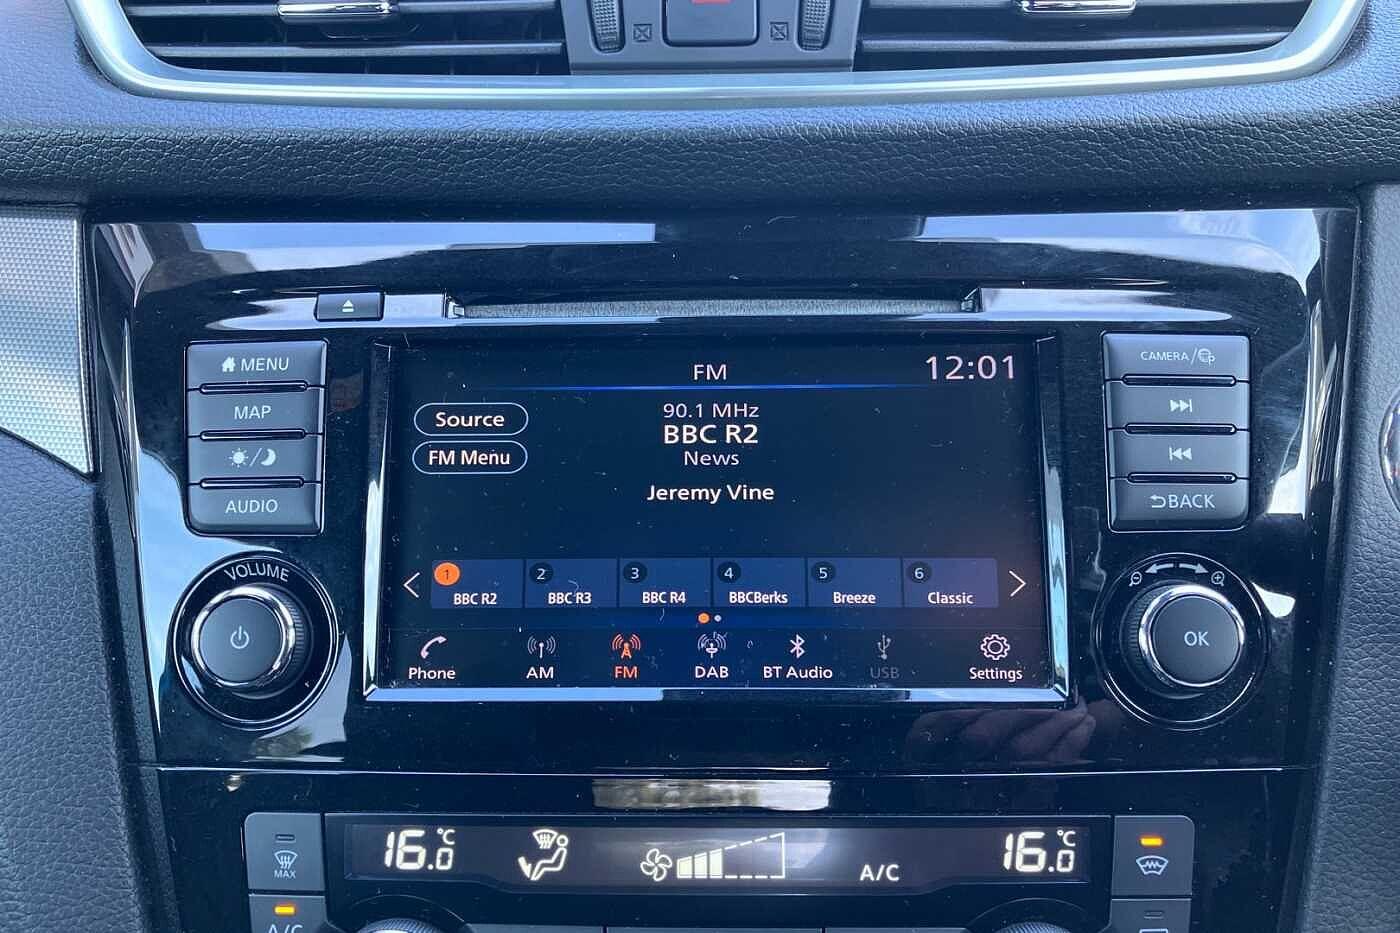 MENU
MAP
AUDIO
VOLUME
FM
12:01
Source
FM Menu
90.1 MHz
BBC R2
News
Jeremy Vine
1
BBC R2
2
BBC R3
3
BBC R4
4
BBCBerks
5
Breeze
6
Classic
Phone
AM
FM
DAB
BT Audio
USB
Settings
CAMERA/
BACK
OK
MAX
A/C
16.0 °C
A/C
16.0 °C